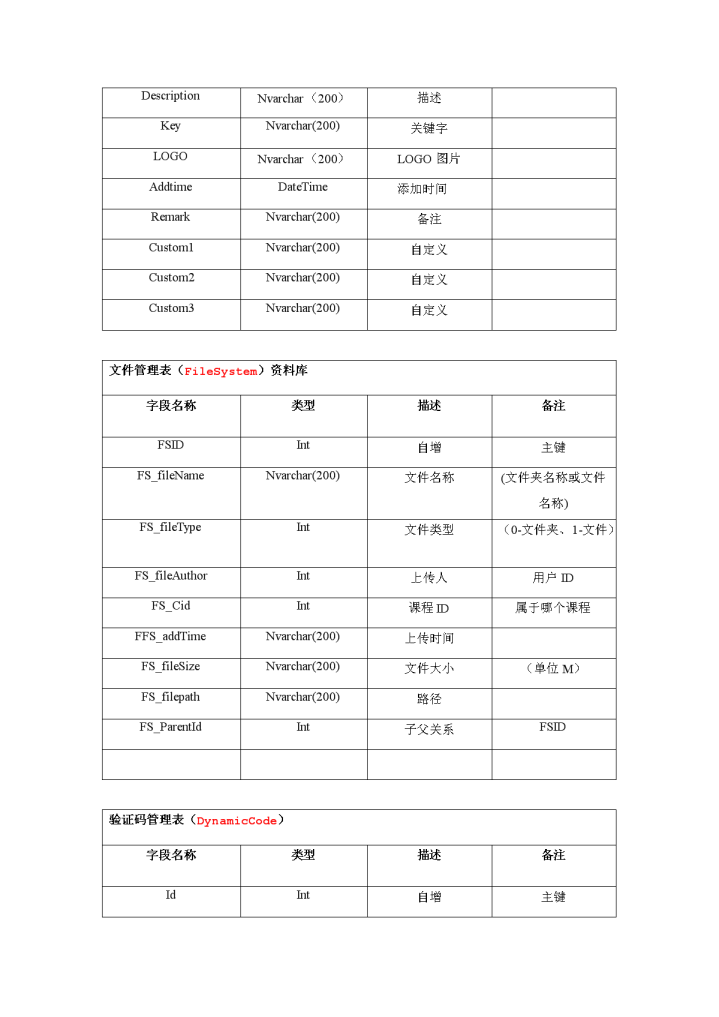 Description Nvarchar（200） 描述
Key Nvarchar(200) 关键字
LOGO Nvarchar（200） LOGO 图片
Addtime DateTime 添加时间
Remark Nvarchar(200) 备注
Custom1 Nvarchar(200) 自定义
Custom2 Nvarchar(200) 自定义
Custom3 Nvarchar(200) 自定义
文件管理表（FileSystem）资料库
字段名称 类型 描述 备注
FSID Int 自增 主键
FS_fileName Nvarchar(200) 文件名称 (文件夹名称或文件
名称)
FS_fileType Int 文件类型 （0-文件夹、1-文件）
FS_fileAuthor Int 上传人 用户 ID
FS_Cid Int 课程 ID 属于哪个课程
FFS_addTime Nvarchar(200) 上传时间
FS_fileSize Nvarchar(200) 文件大小 （单位 M）
FS_filepath Nvarchar(200) 路径
FS_ParentId Int 子父关系 FSID
验证码管理表（DynamicCode）
字段名称 类型 描述 备注
Id Int 自增 主键